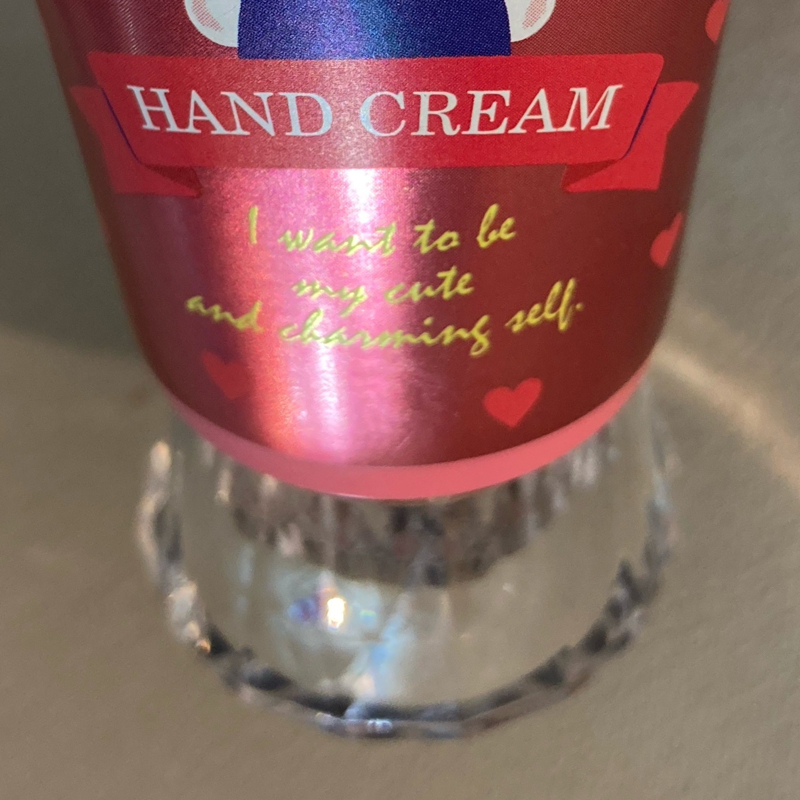 HAND CREAM
I want to be
my cute
and charming self.